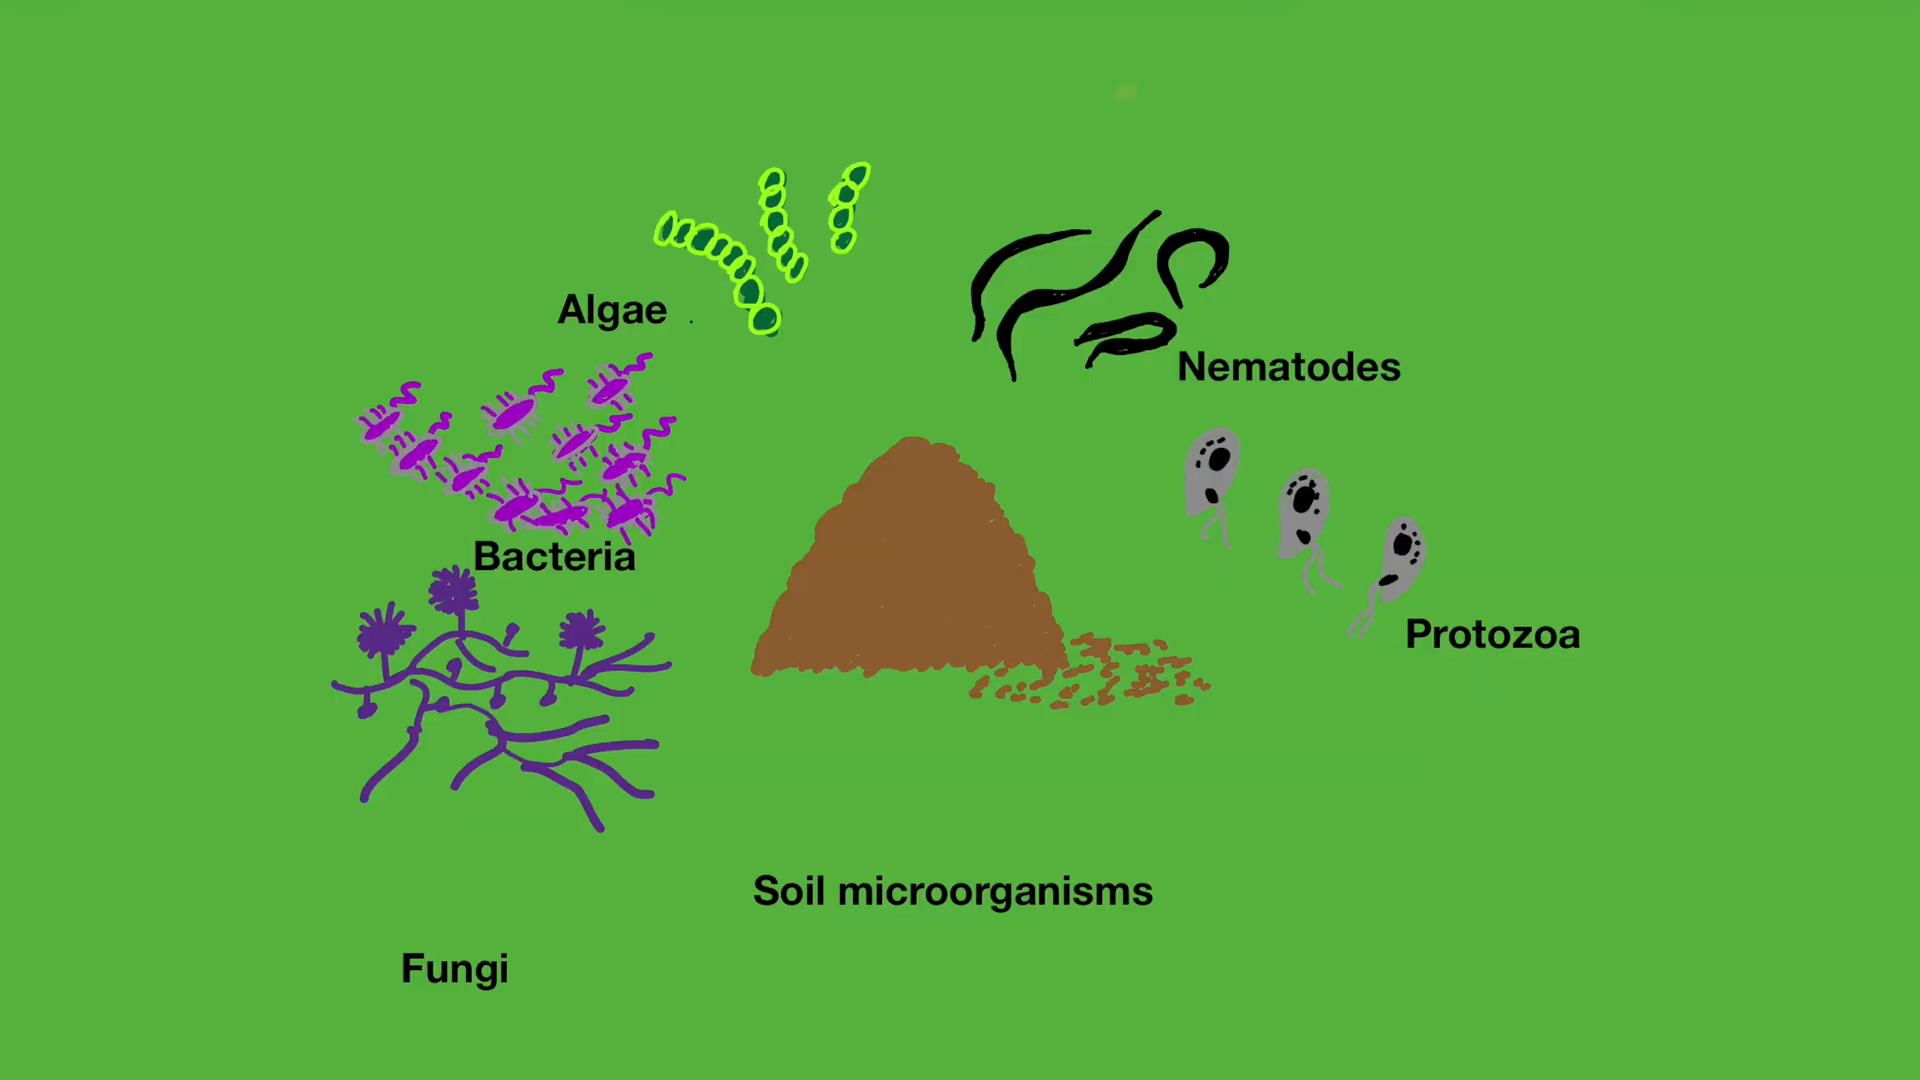 Algae
Nematodes
Bacteria
Protozoa
Soil microorganisms
Fungi